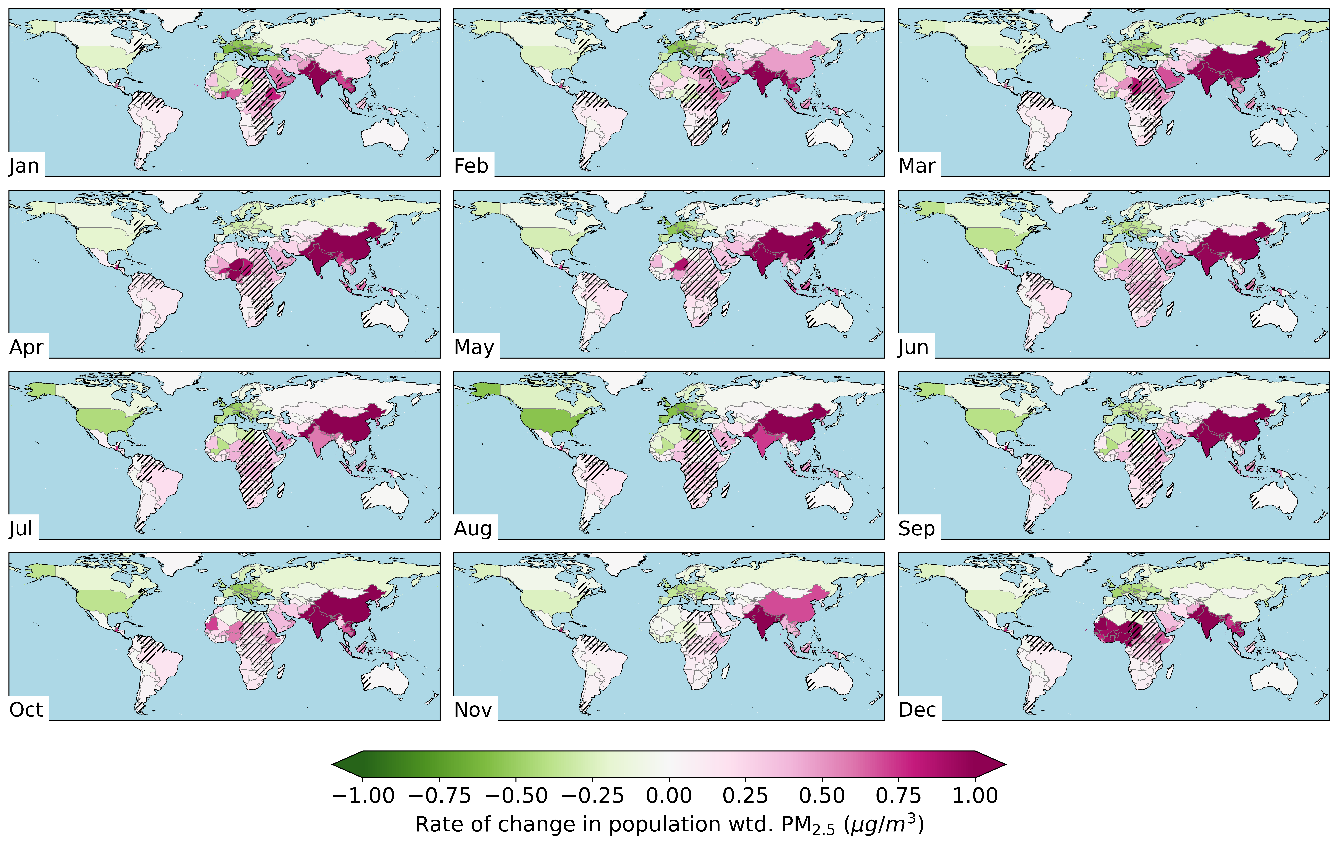 Jan
Feb
Mar
Apr
May
Jun
Jul
Aug
Sep
Oct
Nov
Dec
−1.00 −0.75 −0.50 −0.25 0.00 0.25 0.50 0.75 1.00
Rate of change in population wtd. PM₂.₅ (μg/m³)